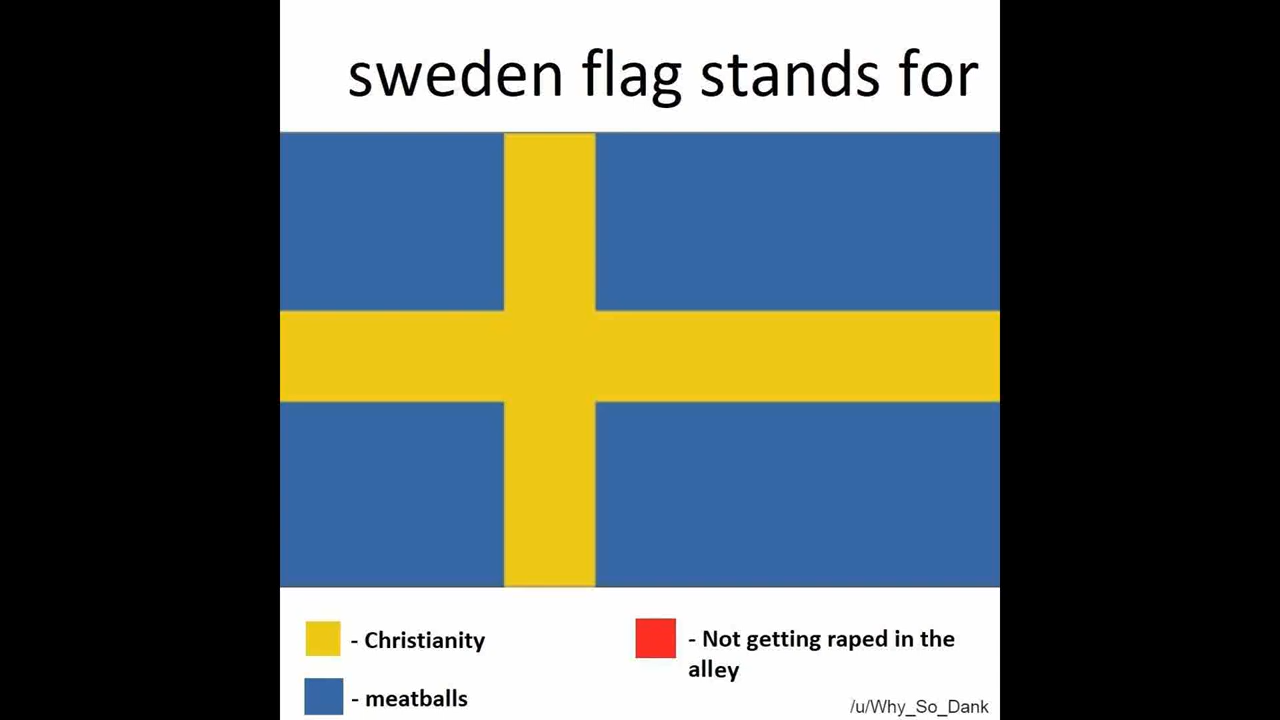 sweden flag stands for
- Christianity
- meatballs
- Not getting raped in the
alley
/u/Why_So_Dank